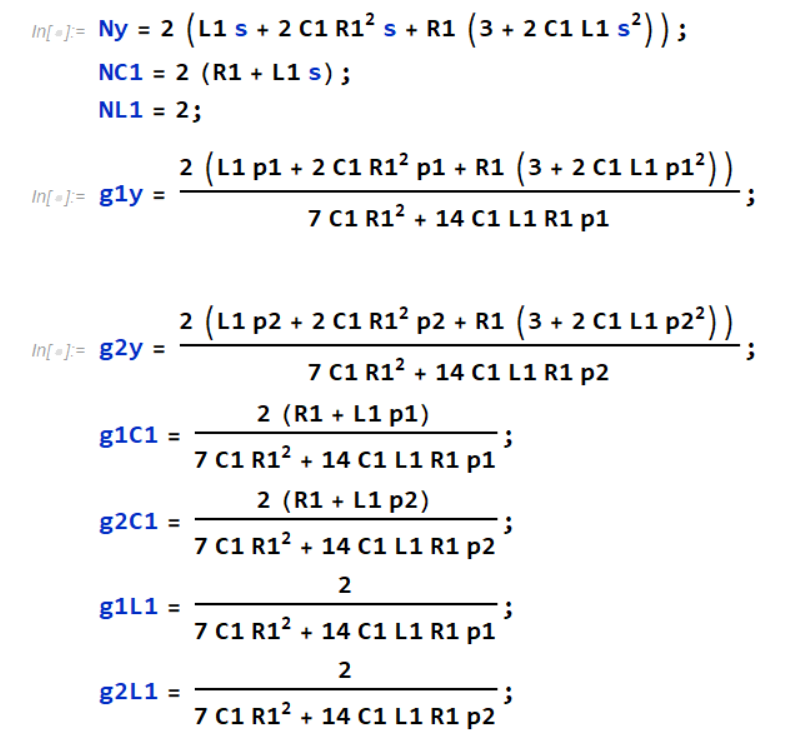 In[•]:= Ny = 2 (L1 s + 2 C1 R1² s + R1 (3 + 2 C1 L1 s²)) ;
NC1 = 2 (R1 + L1 s) ;
NL1 = 2;
2 (L1 p1 + 2 C1 R1² p1 + R1 (3 + 2 C1 L1 p1²))
In[•]:= g1y = ;
7 C1 R1² + 14 C1 L1 R1 p1
2 (L1 p2 + 2 C1 R1² p2 + R1 (3 + 2 C1 L1 p2²))
In[•]:= g2y = ;
7 C1 R1² + 14 C1 L1 R1 p2
2 (R1 + L1 p1)
g1C1 = ;
7 C1 R1² + 14 C1 L1 R1 p1
2 (R1 + L1 p2)
g2C1 = ;
7 C1 R1² + 14 C1 L1 R1 p2
2
g1L1 = ;
7 C1 R1² + 14 C1 L1 R1 p1
2
g2L1 = ;
7 C1 R1² + 14 C1 L1 R1 p2